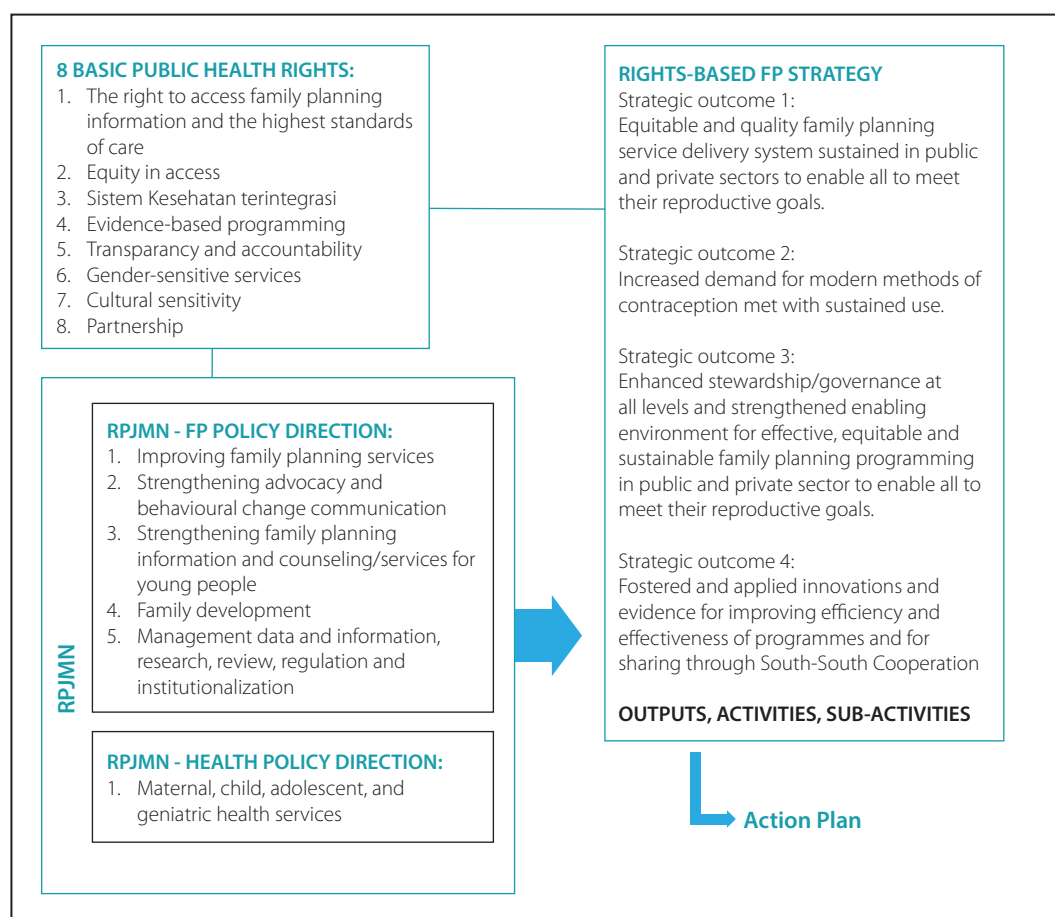 8 BASIC PUBLIC HEALTH RIGHTS:
1. The right to access family planning
information and the highest standards
of care
2. Equity in access
3. Sistem Kesehatan terintegrasi
4. Evidence-based programming
5. Transparancy and accountability
6. Gender-sensitive services
7. Cultural sensitivity
8. Partnership
RPJMN
RPJMN - FP POLICY DIRECTION:
1. Improving family planning services
2. Strengthening advocacy and
behavioural change communication
3. Strengthening family planning
information and counseling/services for
young people
4. Family development
5. Management data and information,
research, review, regulation and
institutionalization
RPJMN - HEALTH POLICY DIRECTION:
1. Maternal, child, adolescent, and
geniatric health services
RIGHTS-BASED FP STRATEGY
Strategic outcome 1:
Equitable and quality family planning
service delivery system sustained in public
and private sectors to enable all to meet
their reproductive goals.
Strategic outcome 2:
Increased demand for modern methods of
contraception met with sustained use.
Strategic outcome 3:
Enhanced stewardship/governance at
all levels and strengthened enabling
environment for effective, equitable and
sustainable family planning programming
in public and private sector to enable all to
meet their reproductive goals.
Strategic outcome 4:
Fostered and applied innovations and
evidence for improving efficiency and
effectiveness of programmes and for
sharing through South-South Cooperation
OUTPUTS, ACTIVITIES, SUB-ACTIVITIES
Action Plan